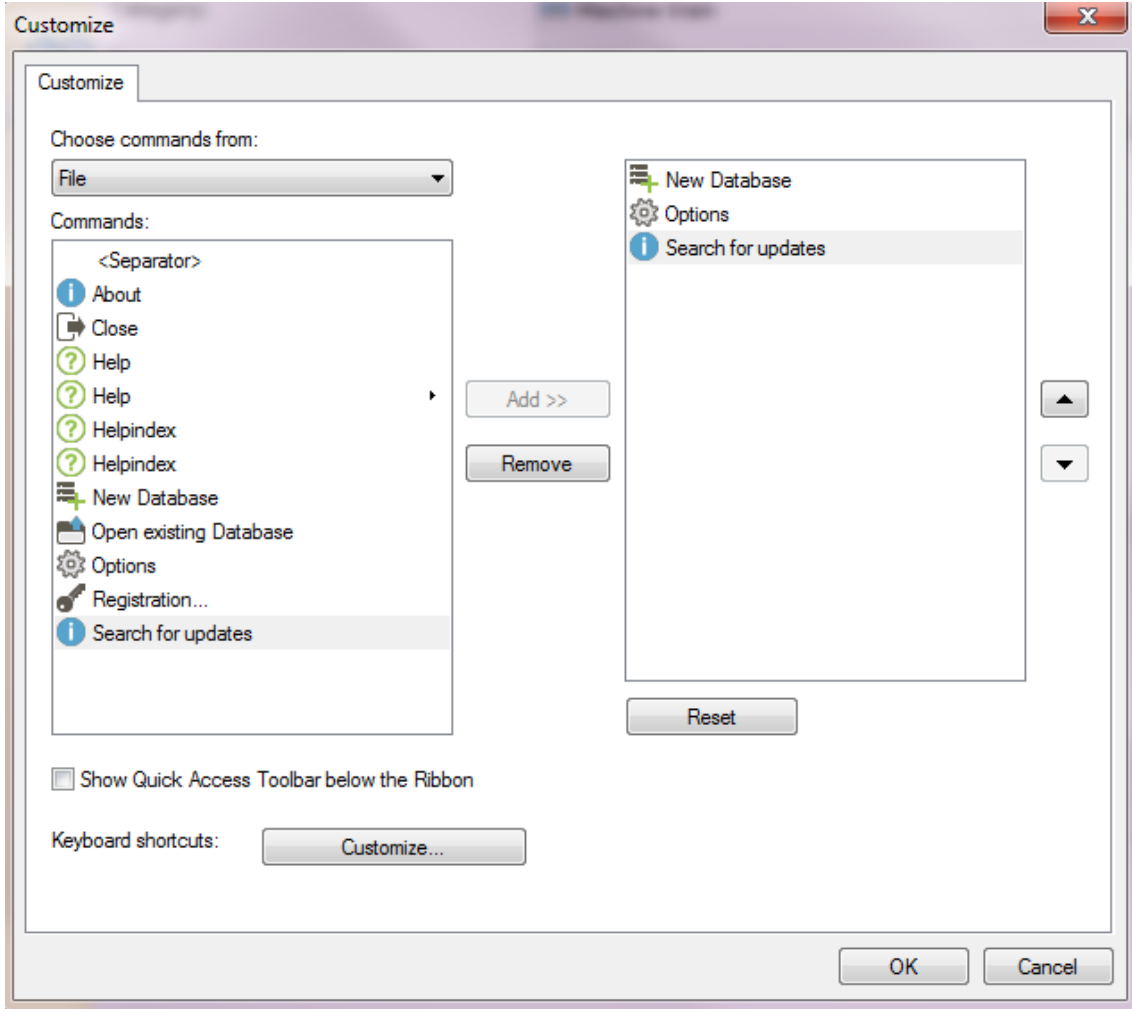 Customize
Customize
Choose commands from:
File
Commands:
<Separator>
About
Close
Help
Help
Helpindex
Helpindex
New Database
Open existing Database
Options
Registration...
Search for updates
Add >>
Remove
New Database
Options
Search for updates
Reset
Show Quick Access Toolbar below the Ribbon
Keyboard shortcuts:
Customize...
OK
Cancel